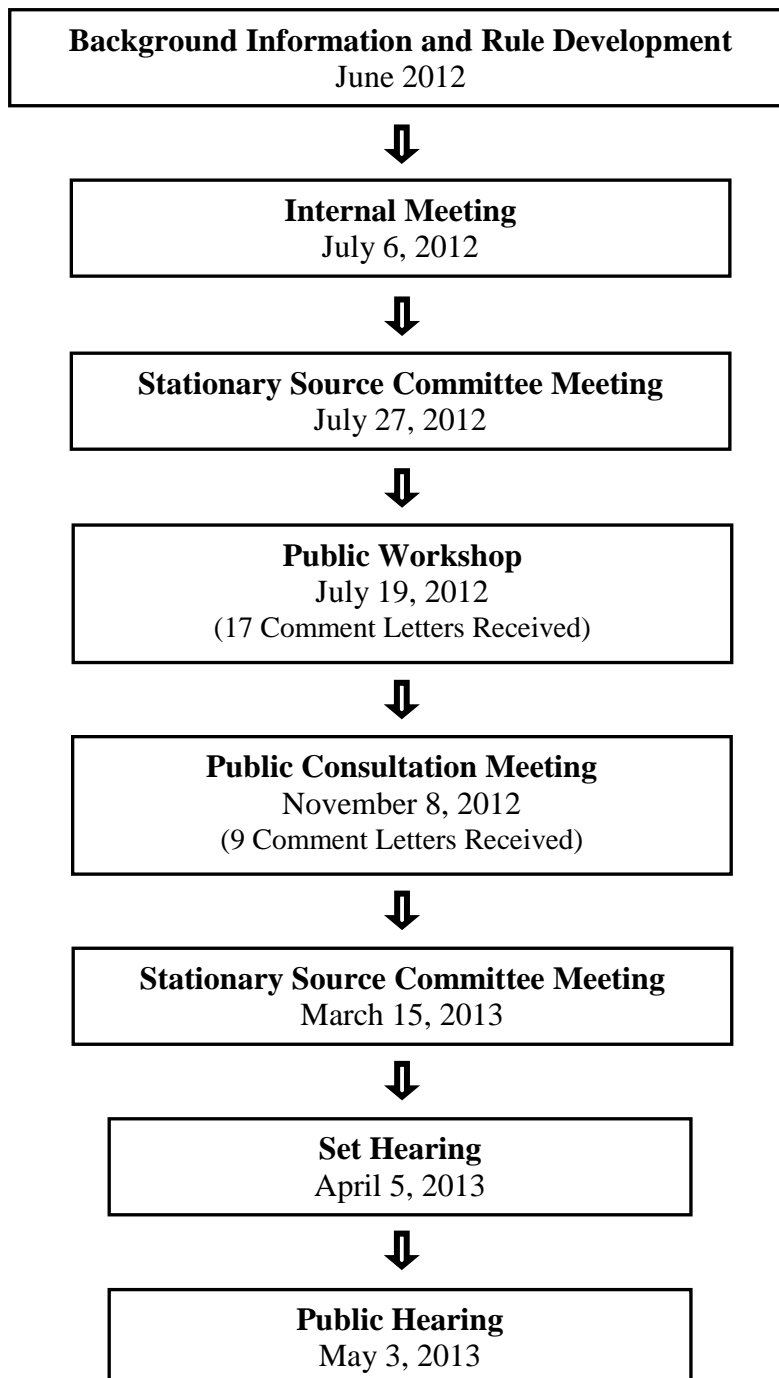 Background Information and Rule Development
June 2012
Internal Meeting
July 6, 2012
Stationary Source Committee Meeting
July 27, 2012
Public Workshop
July 19, 2012
(17 Comment Letters Received)
Public Consultation Meeting
November 8, 2012
(9 Comment Letters Received)
Stationary Source Committee Meeting
March 15, 2013
Set Hearing
April 5, 2013
Public Hearing
May 3, 2013